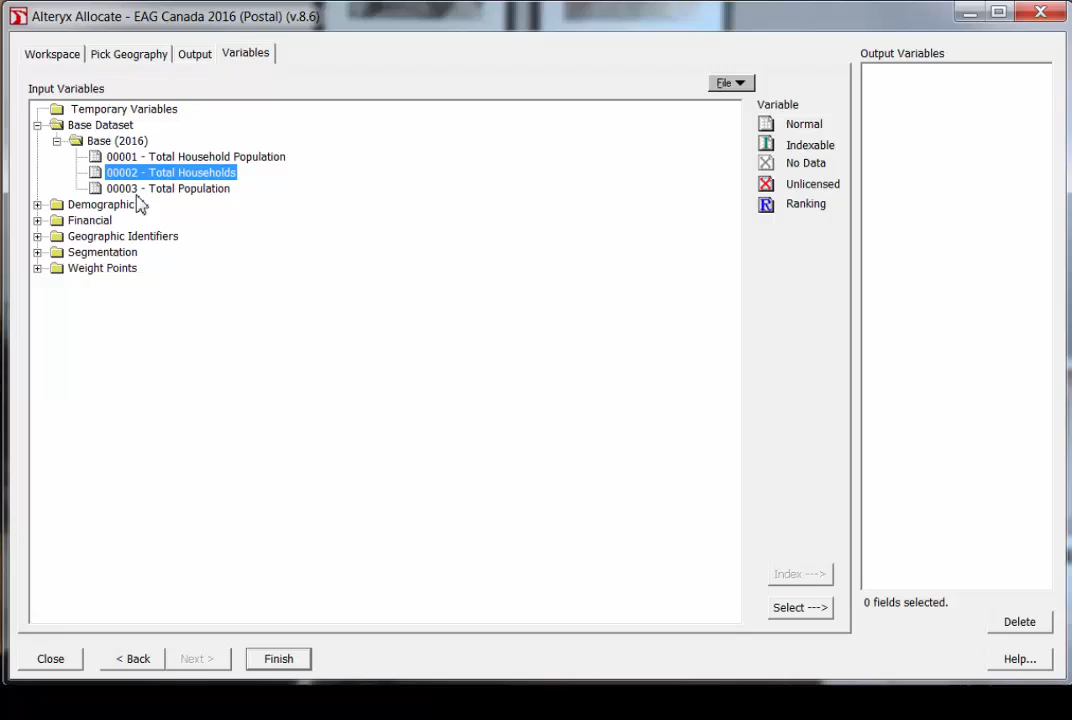 Alteryx Allocate - EAG Canada 2016 (Postal) (v.8.6)
Workspace
Pick Geography
Output
Variables
Output Variables
Input Variables
File
Temporary Variables
Base Dataset
Base (2016)
00001 - Total Household Population
00002 - Total Households
00003 - Total Population
Demographic
Financial
Geographic Identifiers
Segmentation
Weight Points
Variable
Normal
Indexable
No Data
Unlicensed
R Ranking
Index --->
Select --->
0 fields selected.
Delete
Close
< Back
Next >
Finish
Help...